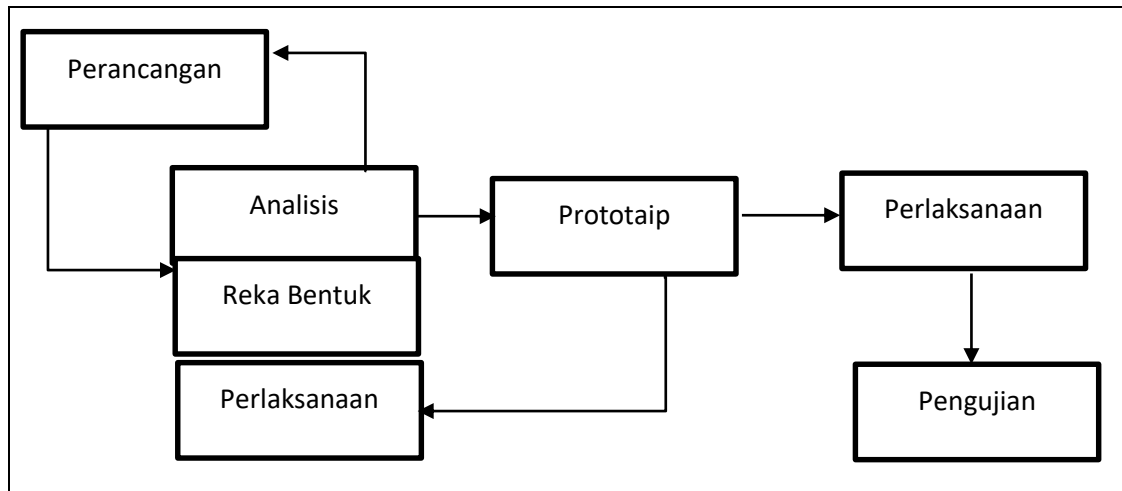 Perancangan
Analisis
Prototaip
Perlaksanaan
Reka Bentuk
Perlaksanaan
Pengujian